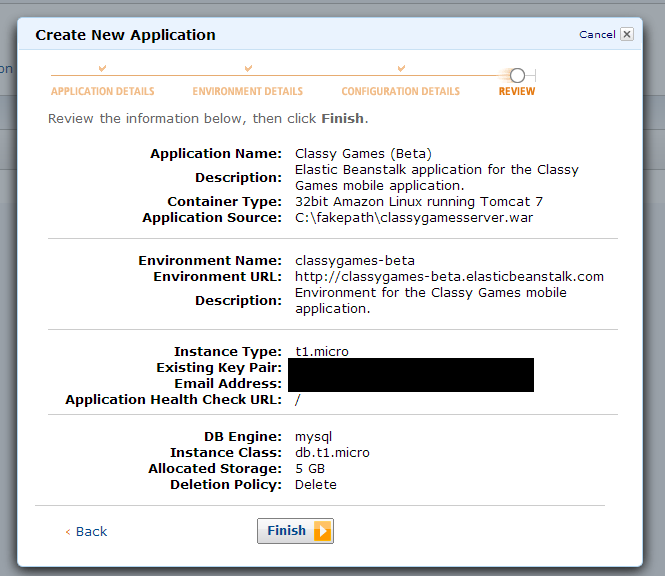 Create New Application
Cancel
on
APPLICATION DETAILS ENVIRONMENT DETAILS CONFIGURATION DETAILS REVIEW
Review the information below, then click Finish.
Application Name: Classy Games (Beta)
Description: Elastic Beanstalk application for the Classy
Games mobile application.
Container Type: 32bit Amazon Linux running Tomcat 7
Application Source: C:\fakepath\classygamesserver.war
Environment Name: classygames-beta
Environment URL: http://classygames-beta.elasticbeanstalk.com
Description: Environment for the Classy Games mobile
application.
Instance Type: t1.micro
Existing Key Pair:
Email Address:
Application Health Check URL: /
DB Engine: mysql
Instance Class: db.t1.micro
Allocated Storage: 5 GB
Deletion Policy: Delete
‹ Back
Finish